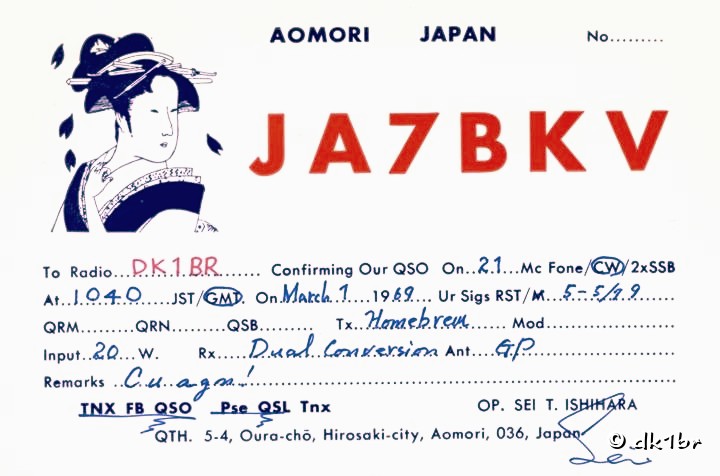 AOMORI JAPAN No.........
JA7BKV
To Radio...DK1BR....... Confirming Our QSO On..21...Mc Fone/CW/2xSSB
At..1040....JST/GMT. On March 1 1969.. Ur Sigs RST/M..5-5/79
QRM.........QRN.........QSB......... Tx..Homebrew...... Mod.....................
Input..20..W. Rx...Dual Conversion Ant...GP...........
Remarks C.u.agn!
TNX FB QSO Pse QSL Tnx OP. SEI T. ISHIHARA
QTH. 5-4, Oura-chō, Hirosaki-city, Aomori, 036, Japan
Sei
© dk1br